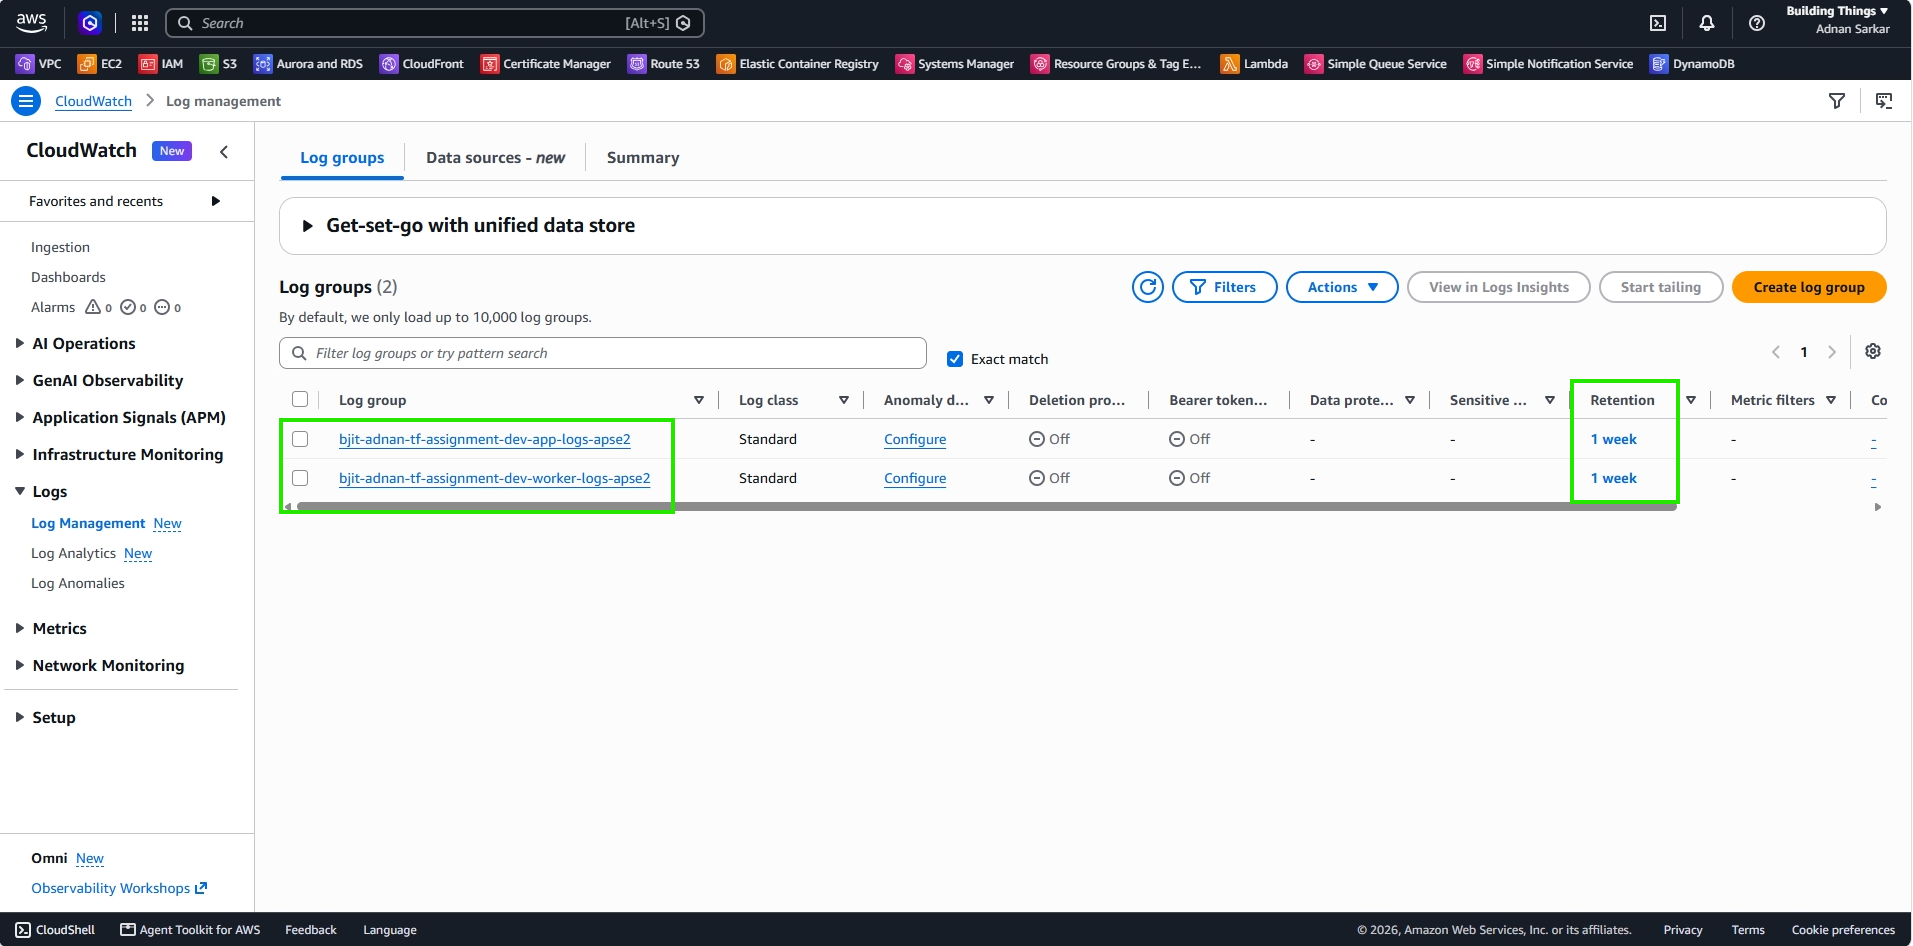 aws
Search [Alt+S]
Building Things
Adnan Sarkar
VPC EC2 IAM S3 Aurora and RDS CloudFront Certificate Manager Route 53 Elastic Container Registry Systems Manager Resource Groups & Tag E... Lambda Simple Queue Service Simple Notification Service DynamoDB
CloudWatch > Log management
CloudWatch New
Favorites and recents
Ingestion
Dashboards
Alarms 0 0 0
AI Operations
GenAI Observability
Application Signals (APM)
Infrastructure Monitoring
Logs
Log Management New
Log Analytics New
Log Anomalies
Metrics
Network Monitoring
Setup
Omni New
Observability Workshops
Log groups Data sources - new Summary
Get-set-go with unified data store
Log groups (2)
Filters Actions View in Logs Insights Start tailing Create log group
By default, we only load up to 10,000 log groups.
Filter log groups or try pattern search
Exact match
1
Log group Log class Anomaly d... Deletion pro... Bearer token... Data prote... Sensitive ... Retention Metric filters Co
bjit-adnan-tf-assignment-dev-app-logs-apse2 Standard Configure Off Off - - 1 week - -
bjit-adnan-tf-assignment-dev-worker-logs-apse2 Standard Configure Off Off - - 1 week - -
CloudShell Agent Toolkit for AWS Feedback Language
© 2026, Amazon Web Services, Inc. or its affiliates. Privacy Terms Cookie preferences